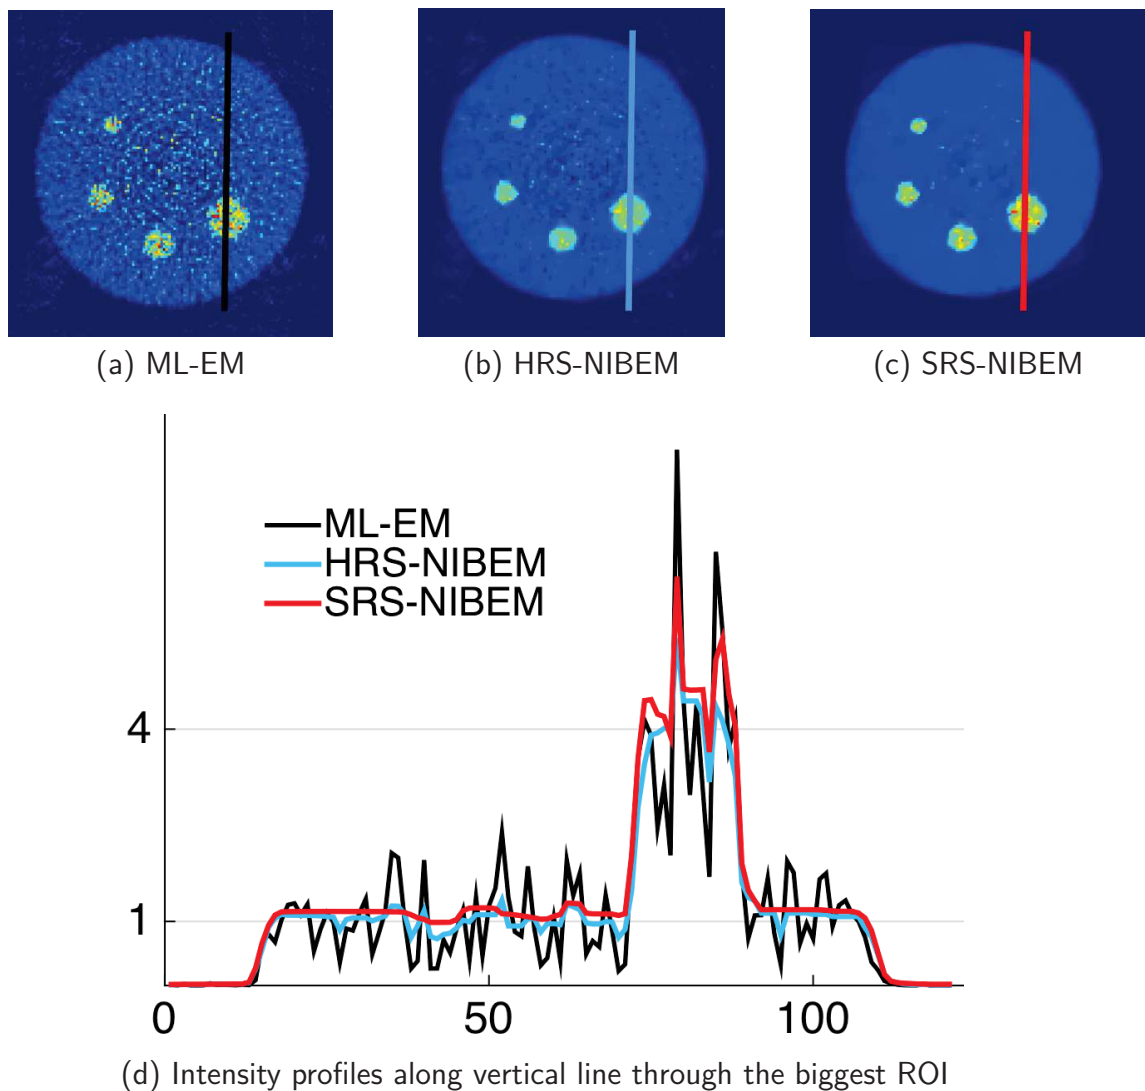 (a) ML-EM
(b) HRS-NIBEM
(c) SRS-NIBEM
ML-EM
HRS-NIBEM
SRS-NIBEM
4
1
0
50
100
(d) Intensity profiles along vertical line through the biggest ROI